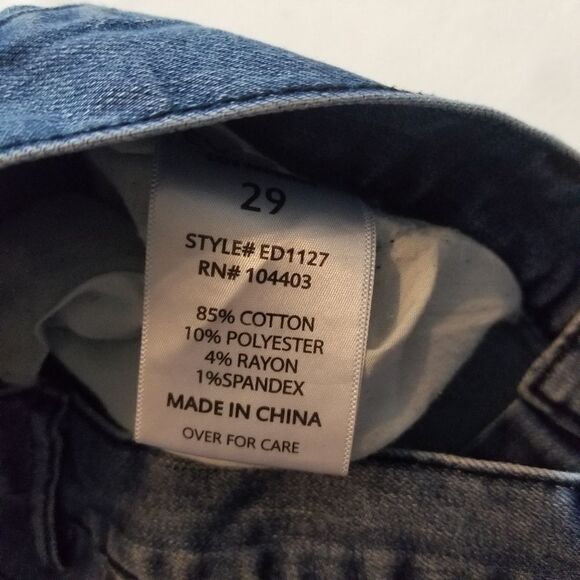 29
STYLE# ED1127
RN# 104403
85% COTTON
10% POLYESTER
4% RAYON
1%SPANDEX
MADE IN CHINA
OVER FOR CARE